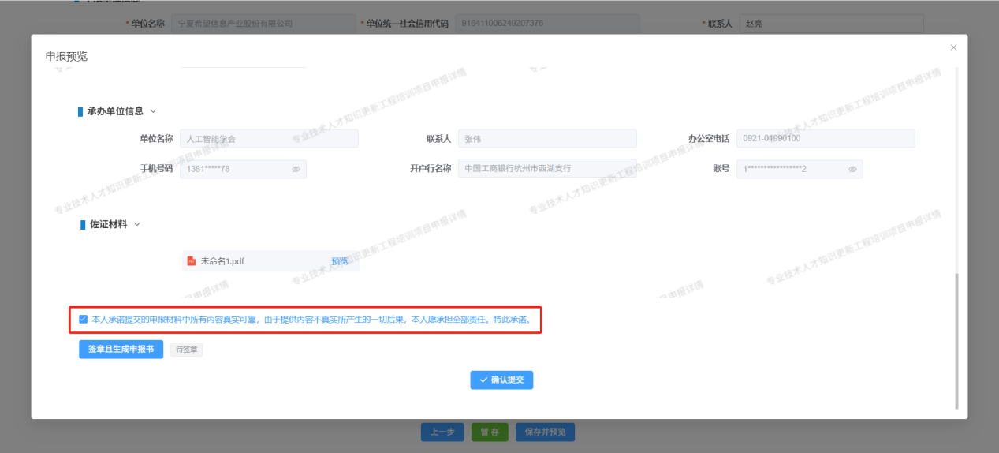 * 单位名称 宁夏希望信息产业股份有限公司 * 单位统一社会信用代码 916411006249207376 * 联系人 赵亮
申报预览 ×
专业技术人才知识更新工程培训项目申报详情
承办单位信息
单位名称 人工智能学会 联系人 张伟 办公室电话 0921-01990100
手机号码 1381*****78 开户行名称 中国工商银行杭州市西湖支行 账号 1*****************2
佐证材料
未命名1.pdf 预览
本人承诺提交的申报材料中所有内容真实可靠，由于提供内容不真实所产生的一切后果，本人愿承担全部责任。特此承诺。
签章且生成申报书 待签章
确认提交
上一步 暂存 保存并预览